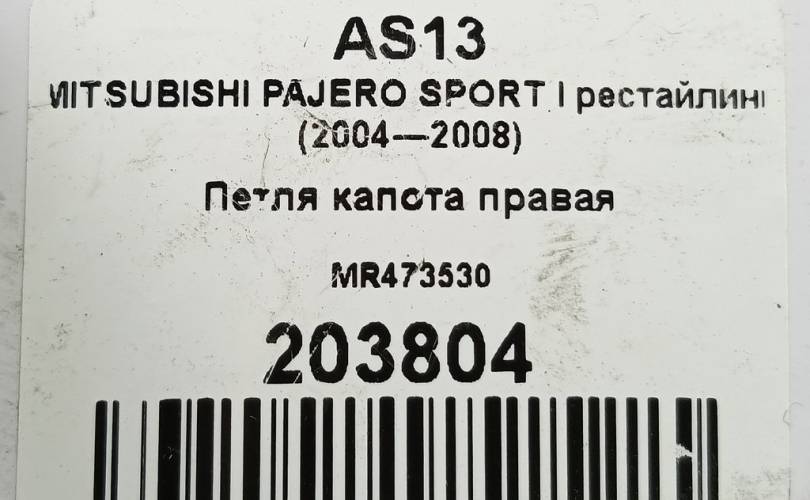 AS13
MITSUBISHI PAJERO SPORT I рестайлинг
(2004—2008)
Петля капота правая
MR473530
203804